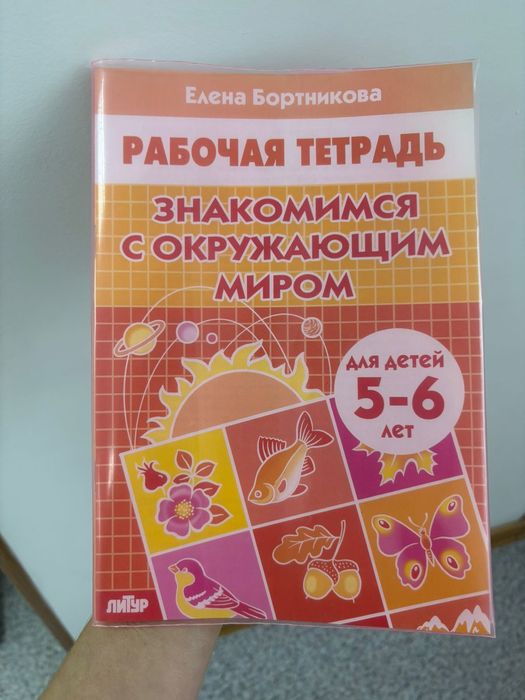 Елена Бортникова
РАБОЧАЯ ТЕТРАДЬ
ЗНАКОМИМСЯ
С ОКРУЖАЮЩИМ
МИРОМ
для детей
5-6
лет
ЛИТУР